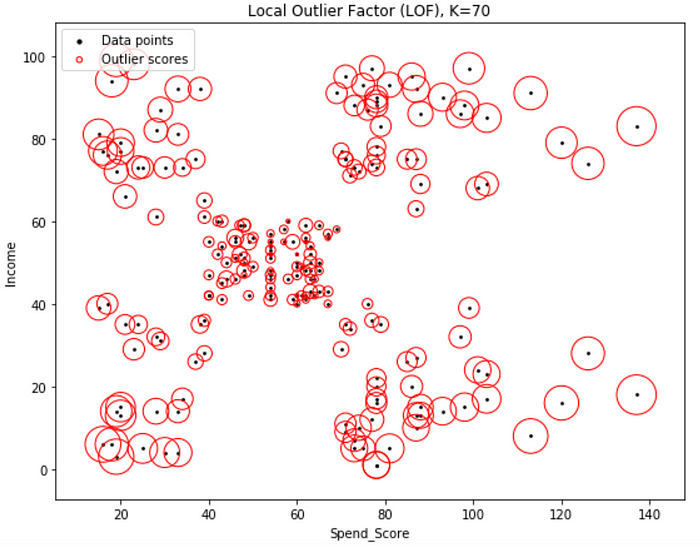 Local Outlier Factor (LOF), K=70
Data points
Outlier scores
100
80
60
40
20
0
Income
20 40 60 80 100 120 140
Spend_Score